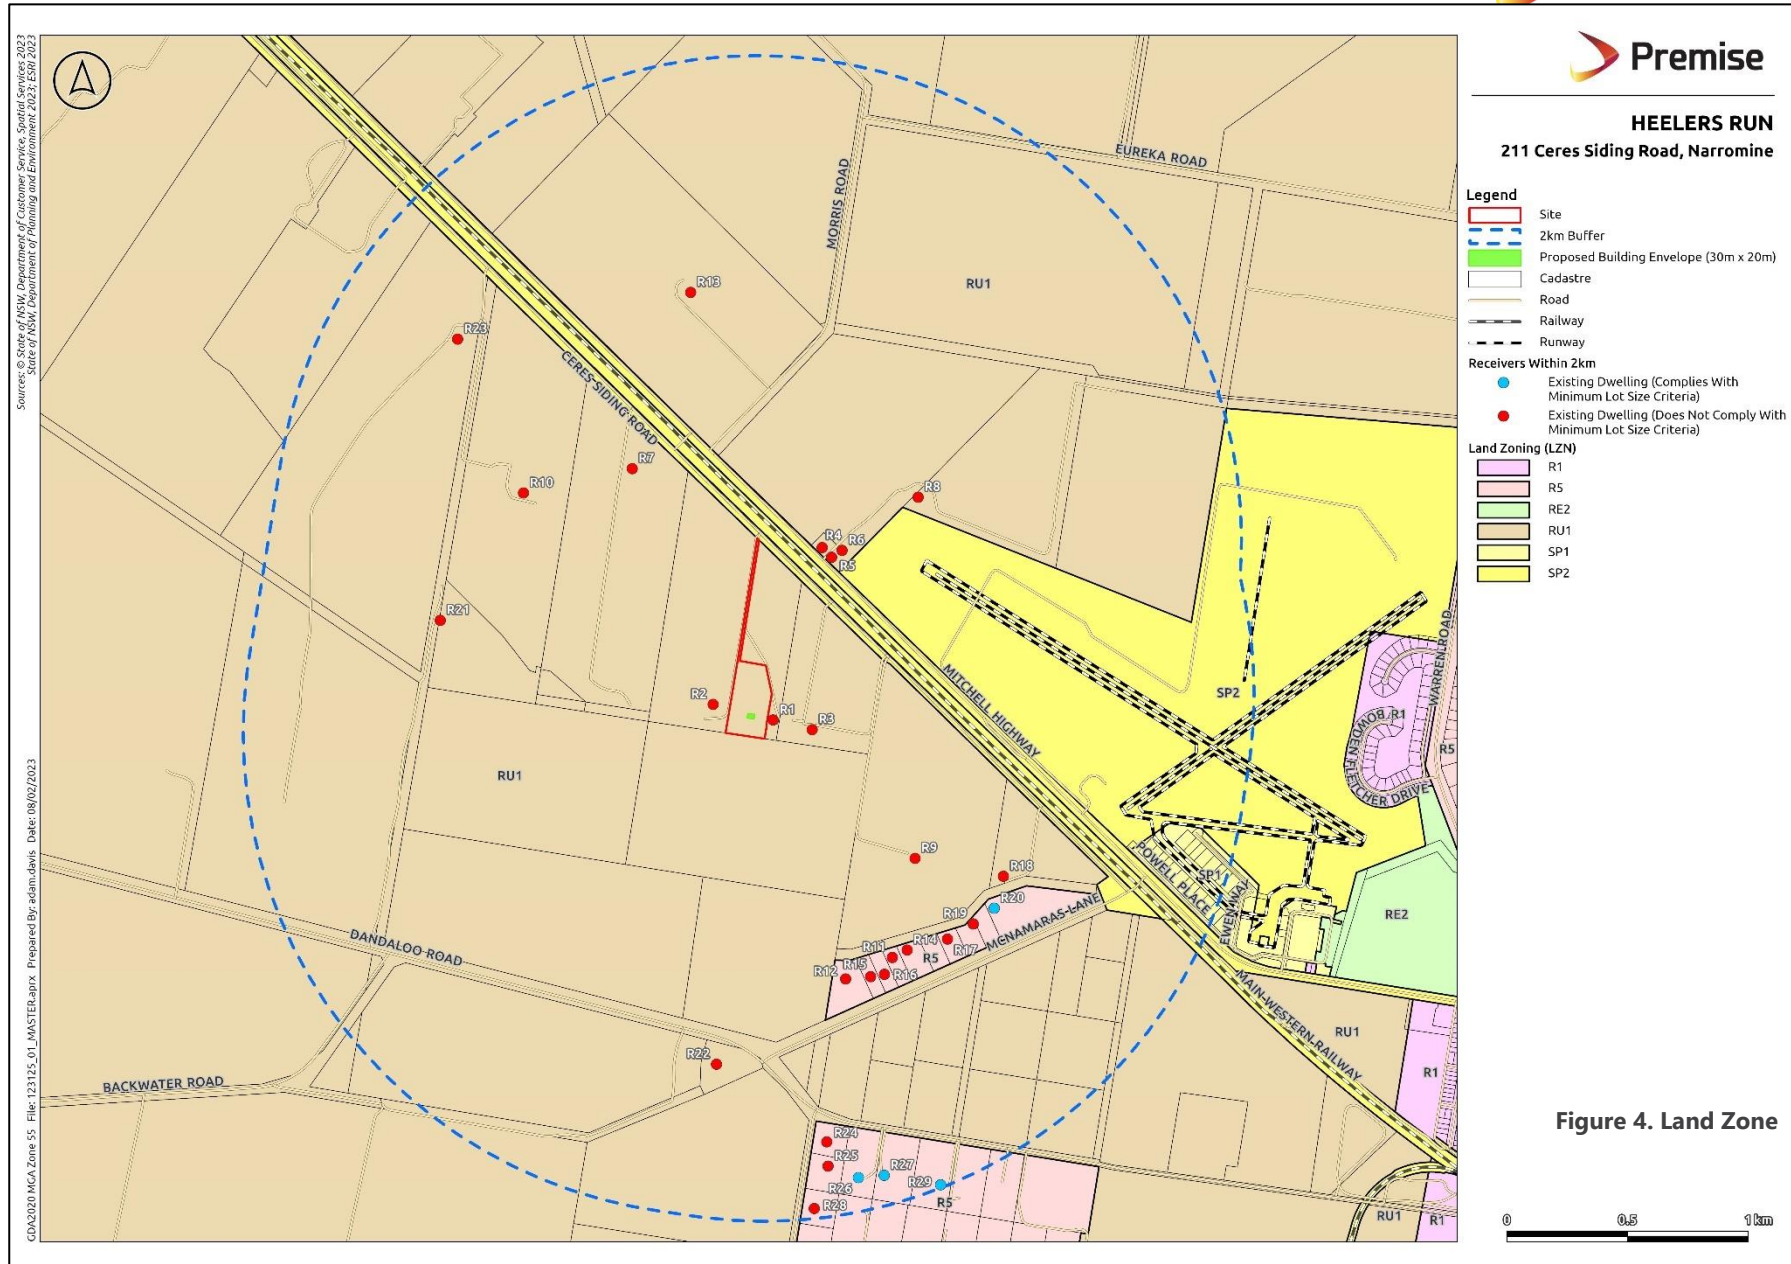 Premise
HEELERS RUN
211 Ceres Siding Road, Narromine
Legend
Site
2km Buffer
Proposed Building Envelope (30m x 20m)
Cadastre
Road
Railway
Runway
Receivers Within 2km
Existing Dwelling (Complies With
Minimum Lot Size Criteria)
Existing Dwelling (Does Not Comply With
Minimum Lot Size Criteria)
Land Zoning (LZN)
R1
R5
RE2
RU1
SP1
SP2
Figure 4. Land Zone
0 0.5 1 km
Sources: © State of NSW, Department of Customer Service, Spatial Services 2023
State of NSW, Department of Planning and Environment 2023; ESRI 2023
GDA2020 MGA Zone 55 File: 123125_01_MASTER.aprx Prepared By: adam.davis Date: 08/02/2023
EUREKA ROAD
MORRIS ROAD
R13
RU1
R23
CERES SIDING ROAD
R7
R10
R8
R4
R6
R5
R21
WARREN ROAD
MITCHELL HIGHWAY
SP2
R2
R1
R3
R1
BOWDEN FLETCHER DRIVE
R5
RU1
R9
R18
POWELL PLACE
SP1
EWEN WAY
R20
R19
MCNAMARAS LANE
RE2
R11
R14
R17
R5
R12
R15
R16
DANDALOO ROAD
MAIN WESTERN RAILWAY
RU1
R22
R1
BACKWATER ROAD
R24
R25
R26
R27
R29
R5
R28
RU1
R1